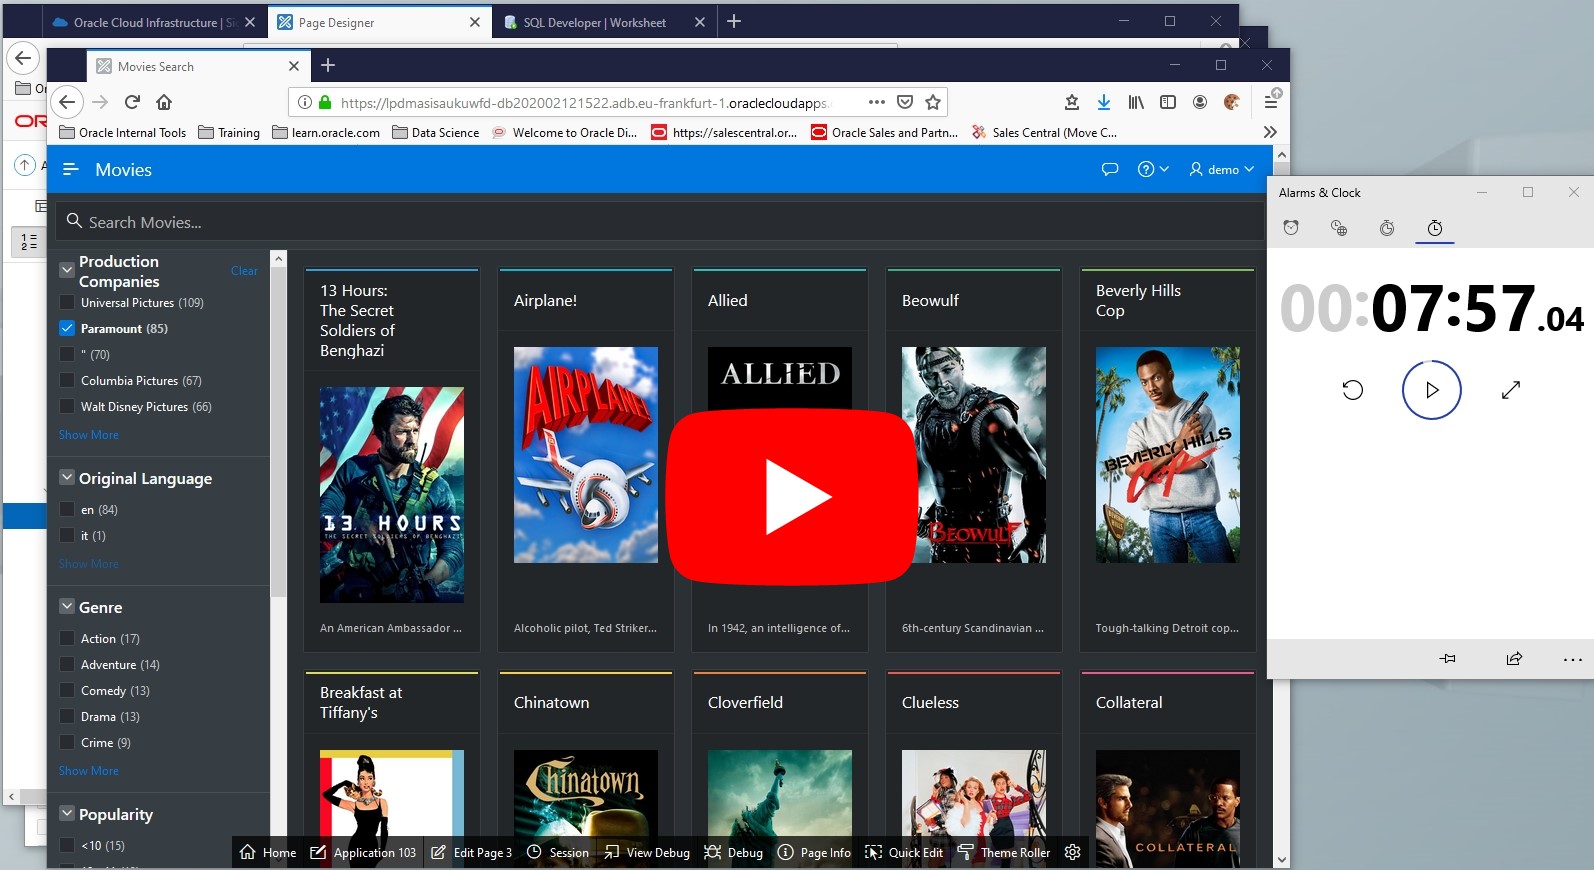 Oracle Cloud Infrastructure | Si
Page Designer
SQL Developer | Worksheet
Movies Search
https://lpdmasisaukuwfd-db202002121522.adb.eu-frankfurt-1.oraclecloudapps.
Oracle Internal Tools
Training
learn.oracle.com
Data Science
Welcome to Oracle Di...
https://salescentral.or...
Oracle Sales and Partn...
Sales Central (Move C...
Movies
demo
Search Movies...
Production
Companies
Clear
Universal Pictures (109)
Paramount (85)
" (70)
Columbia Pictures (67)
Walt Disney Pictures (66)
Show More
Original Language
en (84)
it (1)
Show More
Genre
Action (17)
Adventure (14)
Comedy (13)
Drama (13)
Crime (9)
Show More
Popularity
<10 (15)
13 Hours:
The Secret
Soldiers of
Benghazi
13 HOURS
THE SECRET SOLDIERS OF BENGHAZI
An American Ambassador ...
Airplane!
AIRPLANE!
Alcoholic pilot, Ted Striker...
Allied
ALLIED
In 1942, an intelligence of...
Beowulf
BEOWULF
6th-century Scandinavian ...
Beverly Hills
Cop
BEVERLY HILLS
Cop
Tough-talking Detroit cop...
Breakfast at
Tiffany's
Chinatown
Chinatown
Cloverfield
Clueless
Collateral
COLLATERAL
Home
Application 103
Edit Page 3
Session
View Debug
Debug
Page Info
Quick Edit
Theme Roller
Alarms & Clock
00:07:57.04